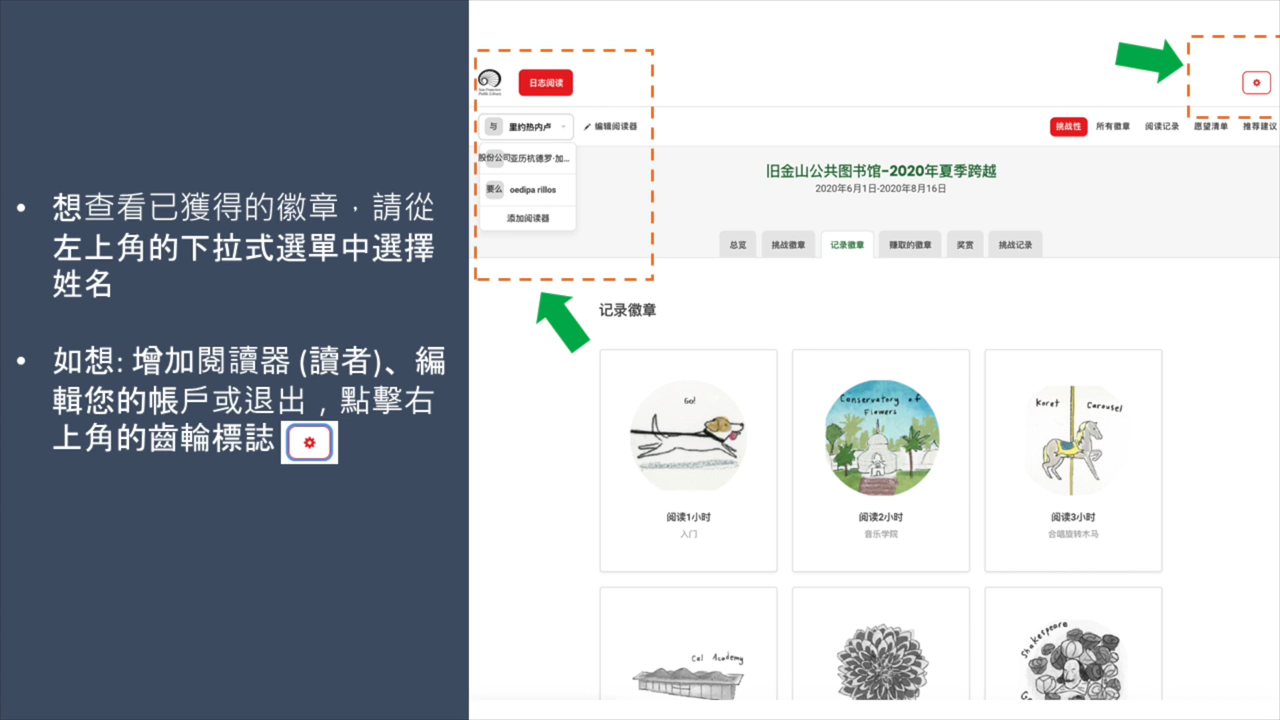 • 想查看已獲得的徽章，請從
左上角的下拉式選單中選擇
姓名
• 如想: 增加閱讀器 (讀者)、編
輯您的帳戶或退出，點擊右
上角的齒輪標誌
San Francisco
Public Library
日志阅读
与 里约热内卢
编辑阅读器
股份公司 亚历杭德罗·加...
要么 oedipa rillos
添加阅读器
挑战性 所有徽章 阅读记录 愿望清单 推荐建议
旧金山公共图书馆-2020年夏季跨越
2020年6月1日-2020年8月16日
总览 挑战徽章 记录徽章 赚取的徽章 奖赏 挑战记录
记录徽章
Go!
阅读1小时
入门
Conservatory of
Flowers
阅读2小时
音乐学院
Koret Carousel
阅读3小时
合唱旋转木马
Cal Academy
Shakespeare